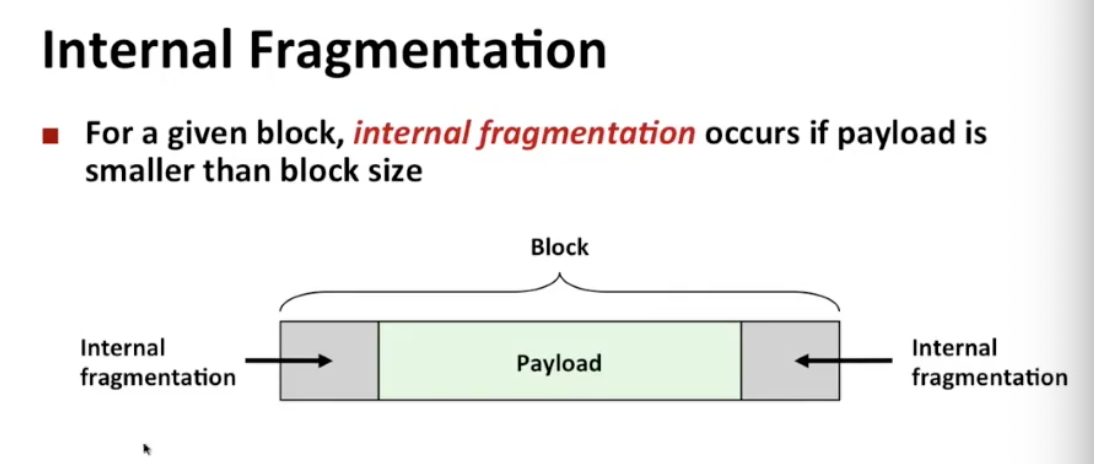 Internal Fragmentation
For a given block, internal fragmentation occurs if payload is
smaller than block size
Block
Internal
fragmentation
Payload
Internal
fragmentation